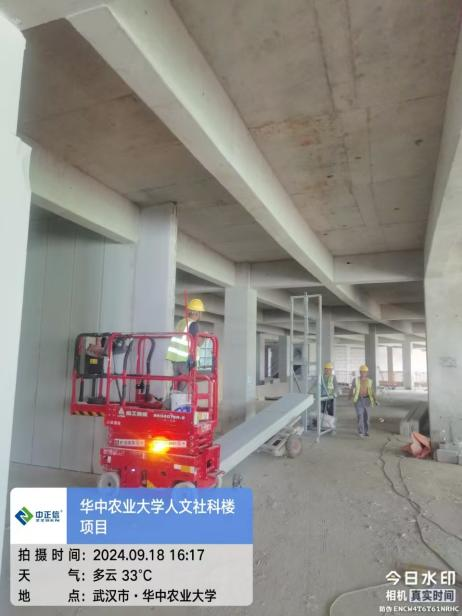 中正信
ZZXCN
华中农业大学人文社科楼
项目
拍摄时间：2024.09.18 16:17
天 气：多云 33°C
地 点：武汉市·华中农业大学
今日水印
相机 真实时间
防伪 ENCW4T6T61NRHC